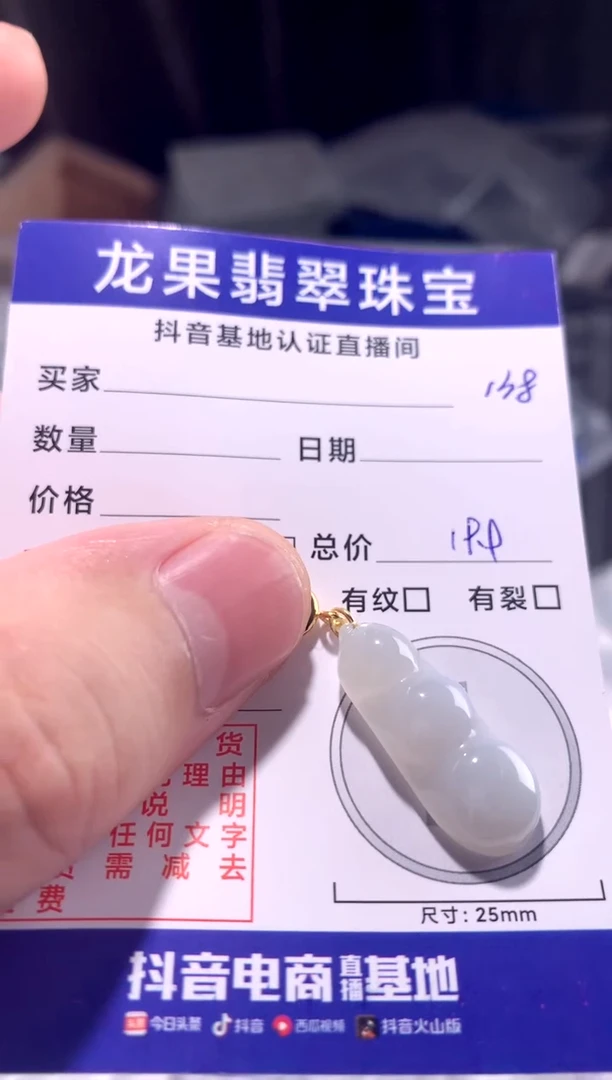 龙果翡翠珠宝
抖音基地认证直播间
买家 138
数量 日期
价格
总价
有纹□ 有裂□
货
理由
说 明
任何文字
需减去
费
尺寸:25mm
抖音电商直播基地
今日头条 抖音 西瓜视频 抖音火山版